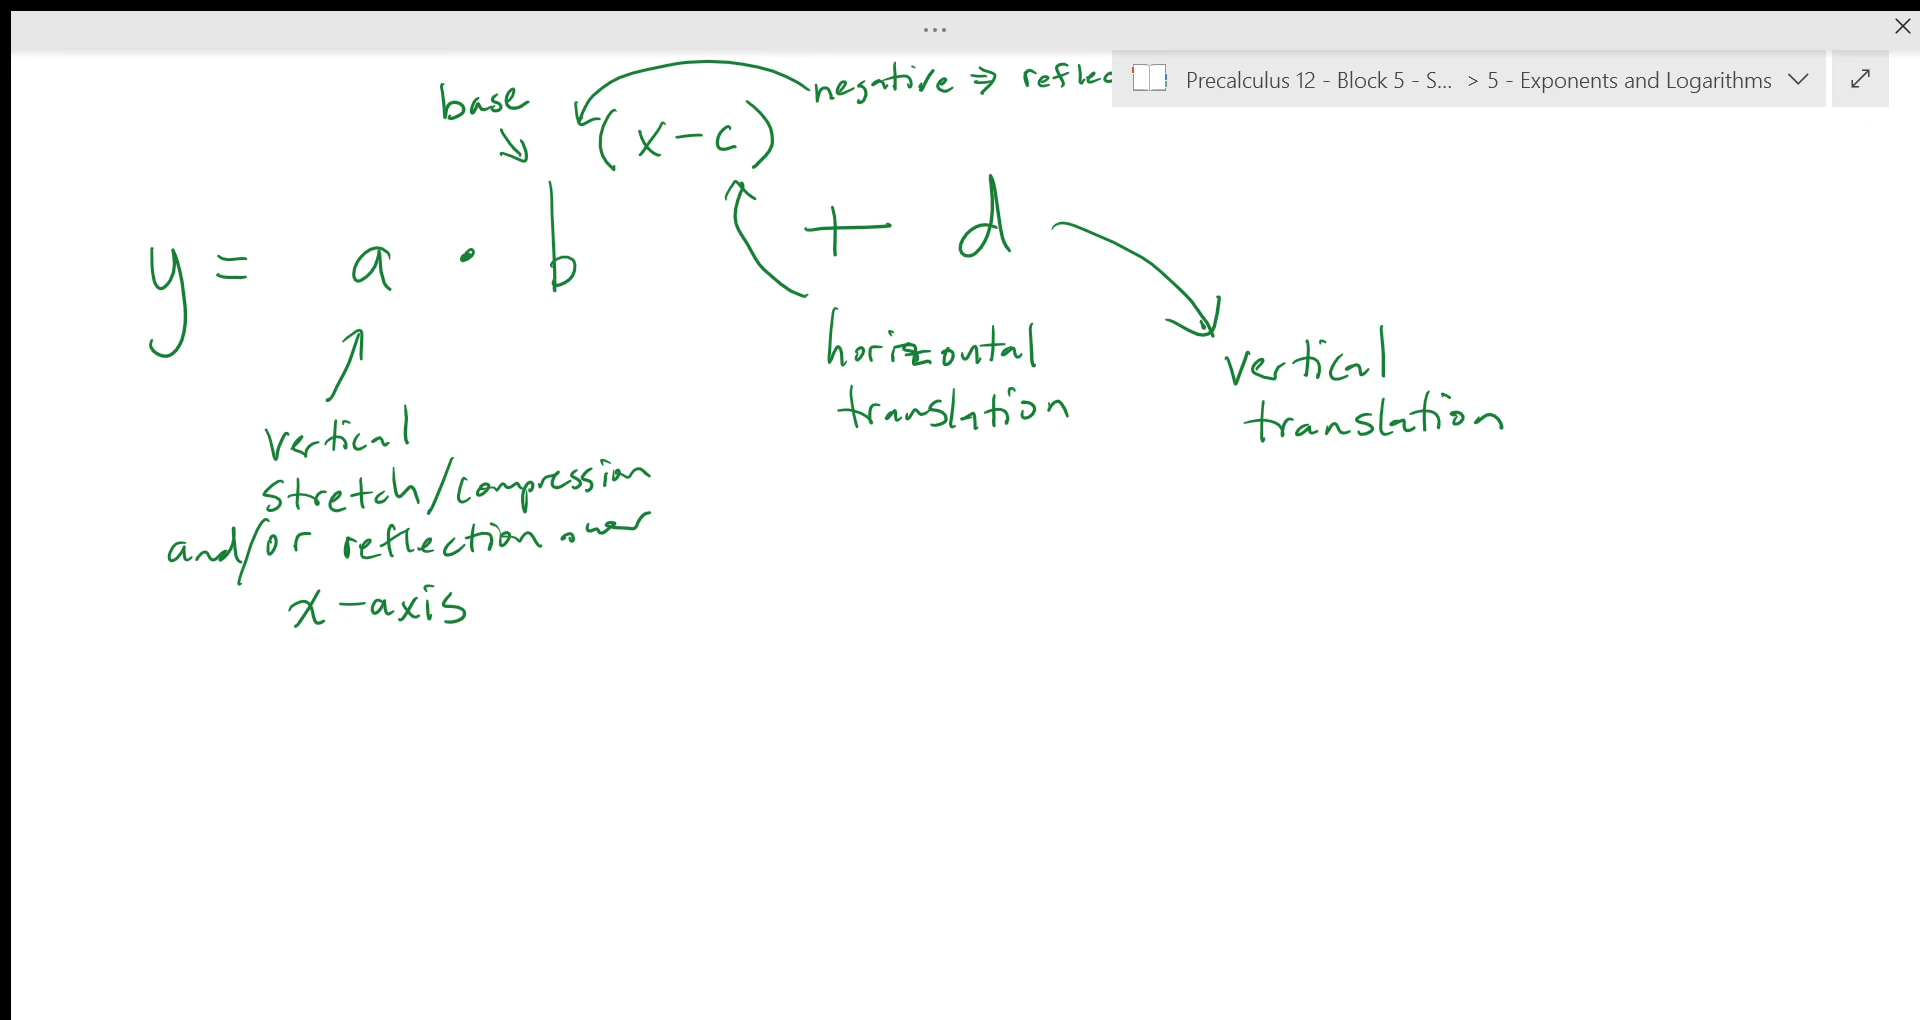 ...
Precalculus 12 - Block 5 - S... > 5 - Exponents and Logarithms
base
negative ⇒ reflec
(x-c)
y = a · b + d
horizontal
translation
vertical
translation
vertical
stretch/compression
and/or reflection over
x-axis